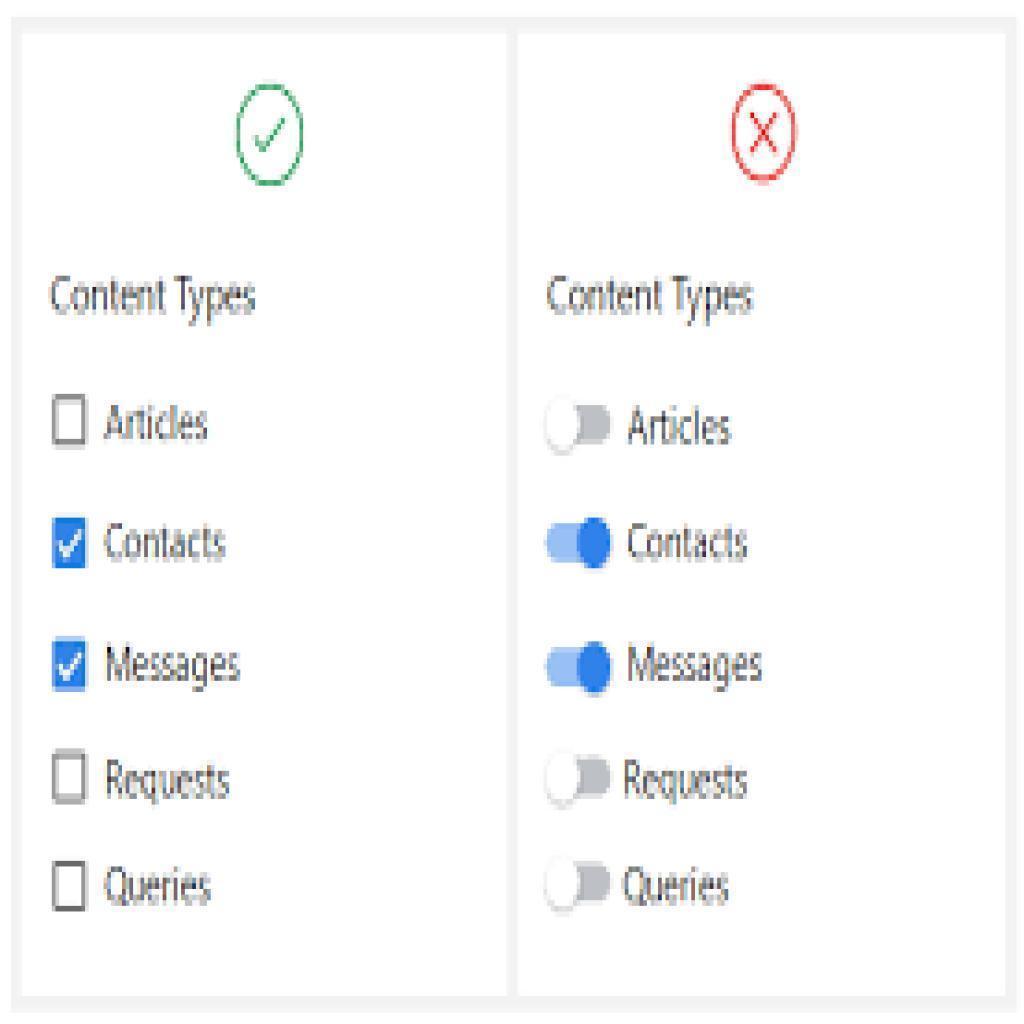 Content Types
Articles
Contacts
Messages
Requests
Queries
Content Types
Articles
Contacts
Messages
Requests
Queries